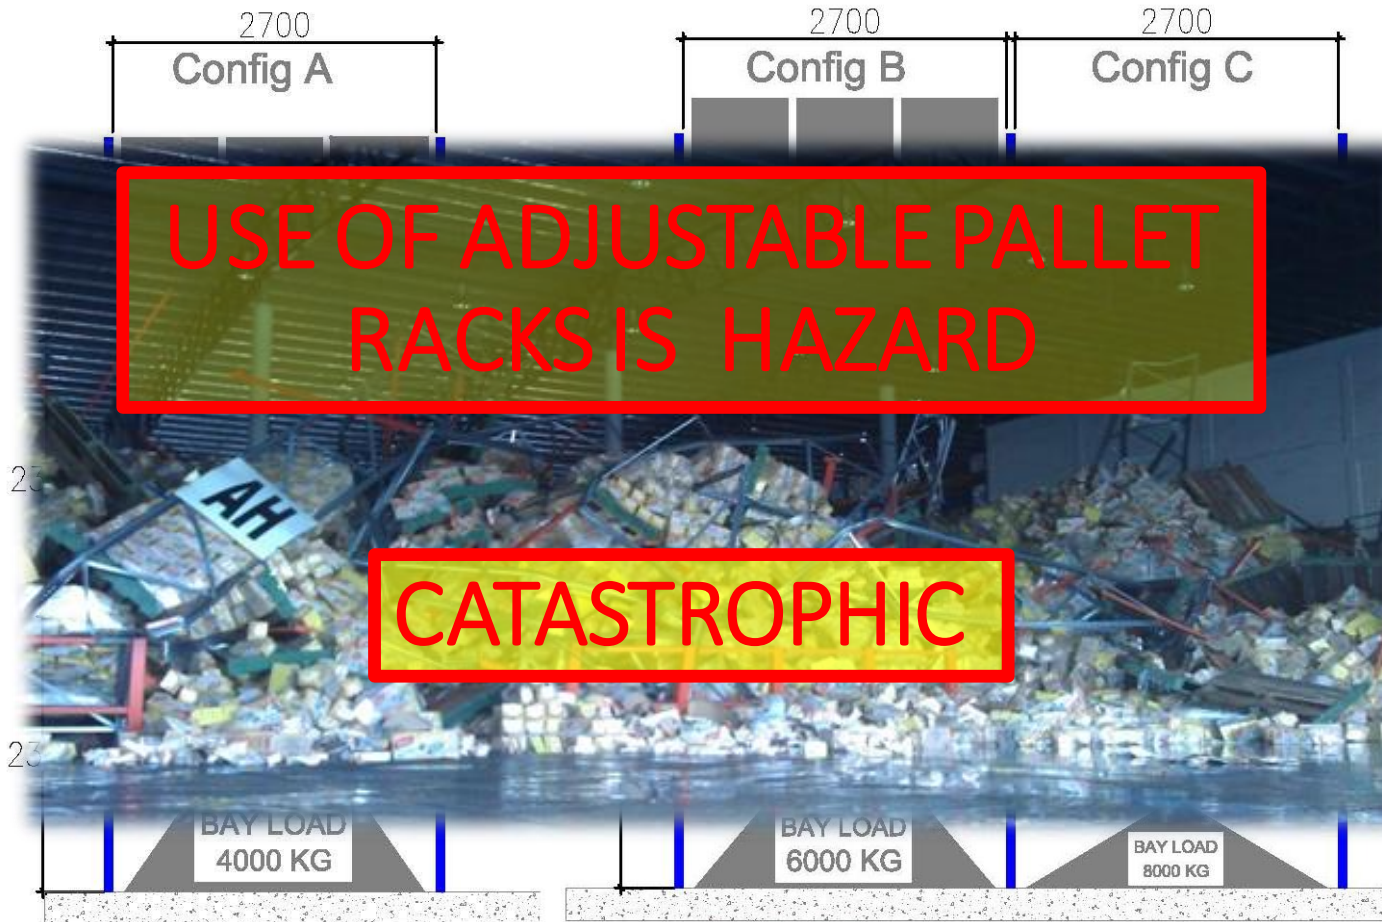 2700
2700
2700
Config A
Config B
Config C
USE OF ADJUSTABLE PALLET
RACKS IS HAZARD
AH
CATASTROPHIC
BAY LOAD
4000 KG
BAY LOAD
6000 KG
BAY LOAD
8000 KG